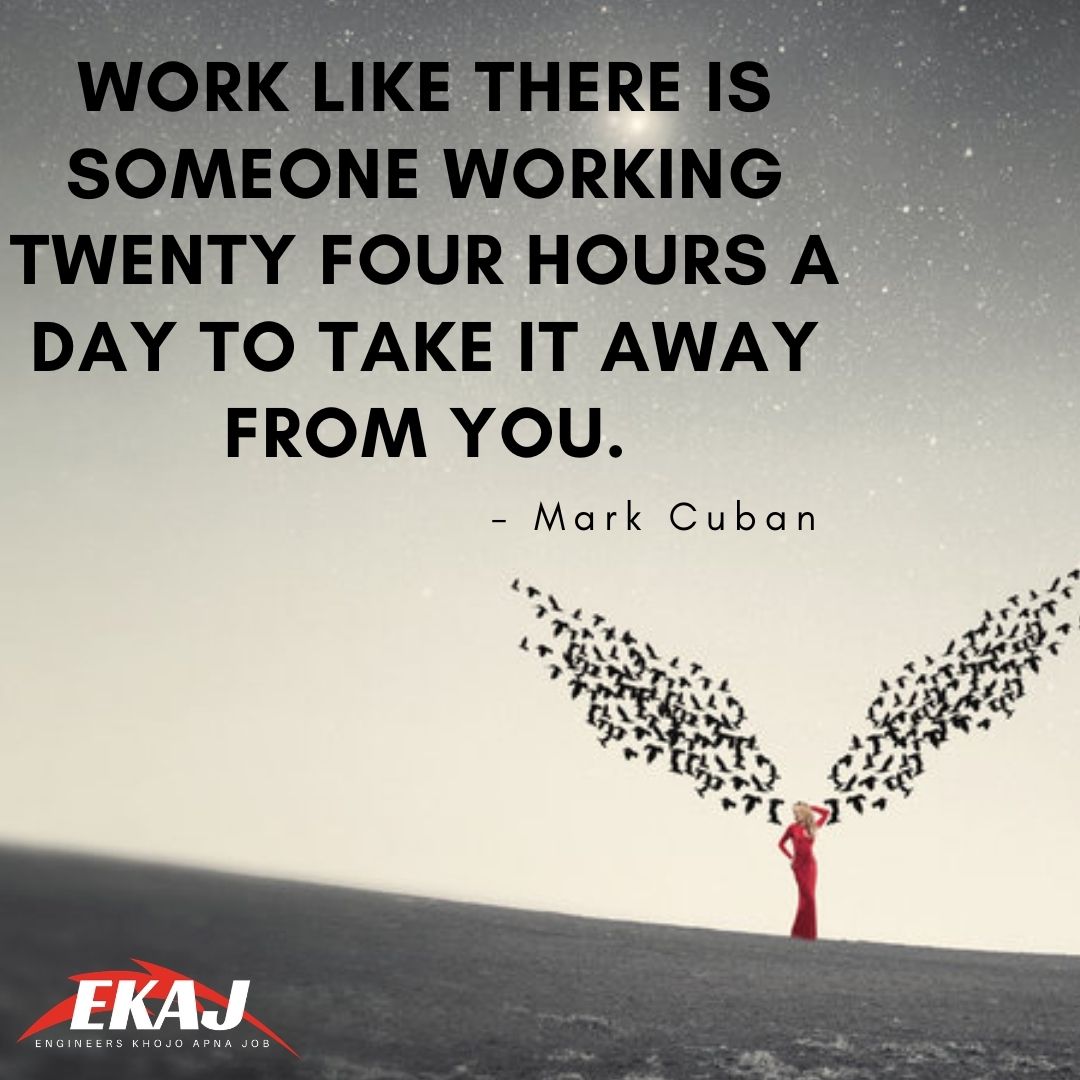 WORK LIKE THERE IS
SOMEONE WORKING
TWENTY FOUR HOURS A
DAY TO TAKE IT AWAY
FROM YOU.
– Mark Cuban
EKAJ
ENGINEERS KHOJO APNA JOB